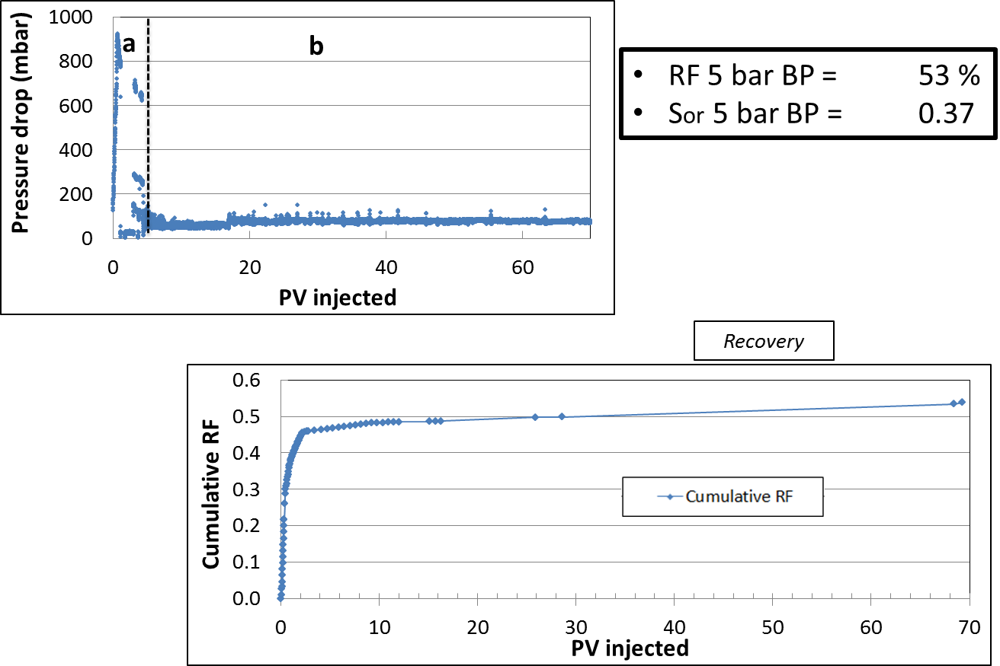 Pressure drop (mbar)
1000
800
600
400
200
0
a
b
0 20 40 60
PV injected
• RF 5 bar BP = 53 %
• Sor 5 bar BP = 0.37
Recovery
Cumulative RF
0.6
0.5
0.4
0.3
0.2
0.1
0.0
Cumulative RF
0 10 20 30 40 50 60 70
PV injected